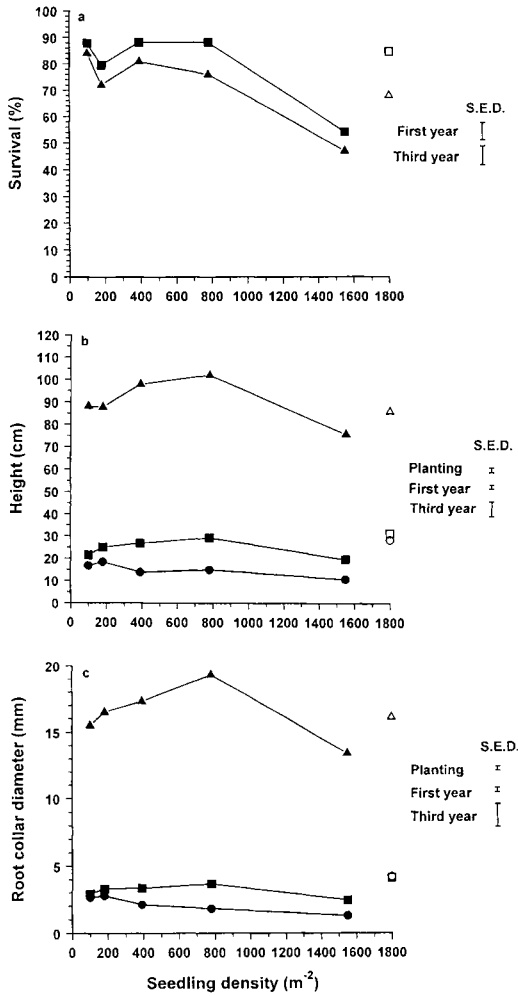 a
100
90
80
70
60
50
40
30
20
10
0
Survival (%)
S.E.D.
First year
Third year
0 200 400 600 800 1000 1200 1400 1600 1800
b
120
110
100
90
80
70
60
50
40
30
20
10
0
Height (cm)
S.E.D.
Planting
First year
Third year
0 200 400 600 800 1000 1200 1400 1600 1800
c
20
15
10
5
0
Root collar diameter (mm)
S.E.D.
Planting
First year
Third year
0 200 400 600 800 1000 1200 1400 1600 1800
Seedling density (m⁻²)